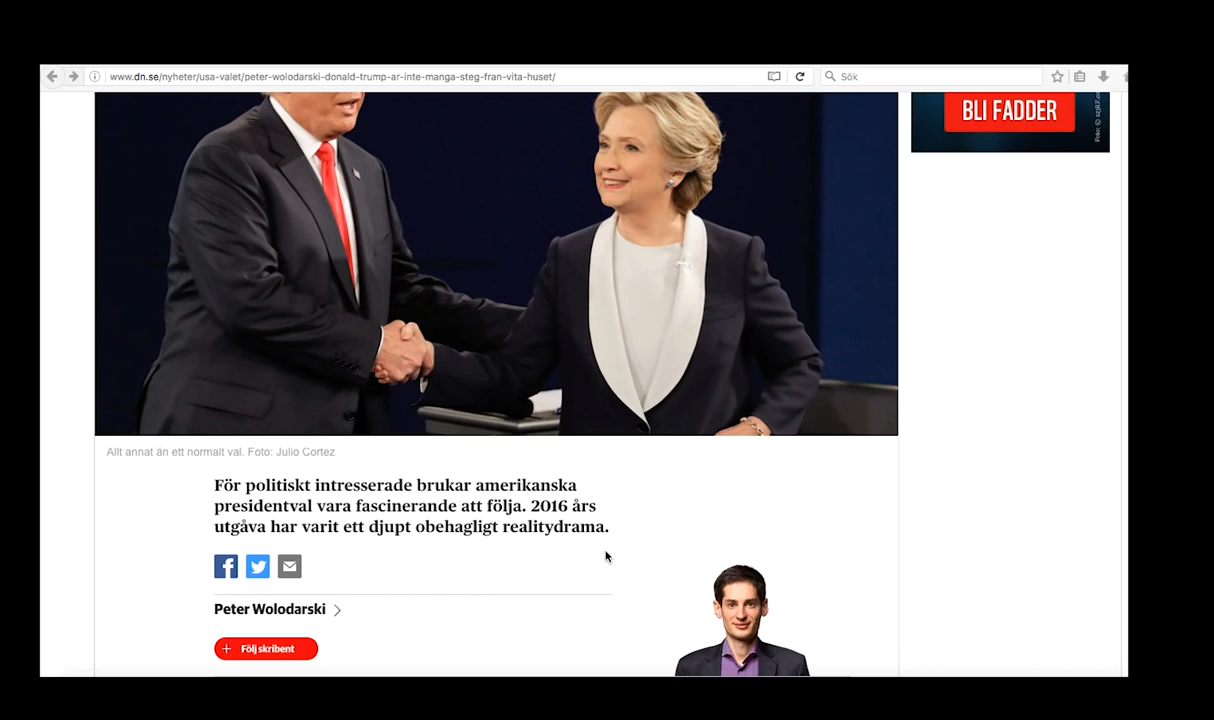 www.dn.se/nyheter/usa-valet/peter-wolodarski-donald-trump-ar-inte-manga-steg-fran-vita-huset/
Sök
BLI FADDER
Allt annat än ett normalt val. Foto: Julio Cortez
För politiskt intresserade brukar amerikanska
presidentval vara fascinerande att följa. 2016 års
utgåva har varit ett djupt obehagligt realitydrama.
Peter Wolodarski
Följ skribent